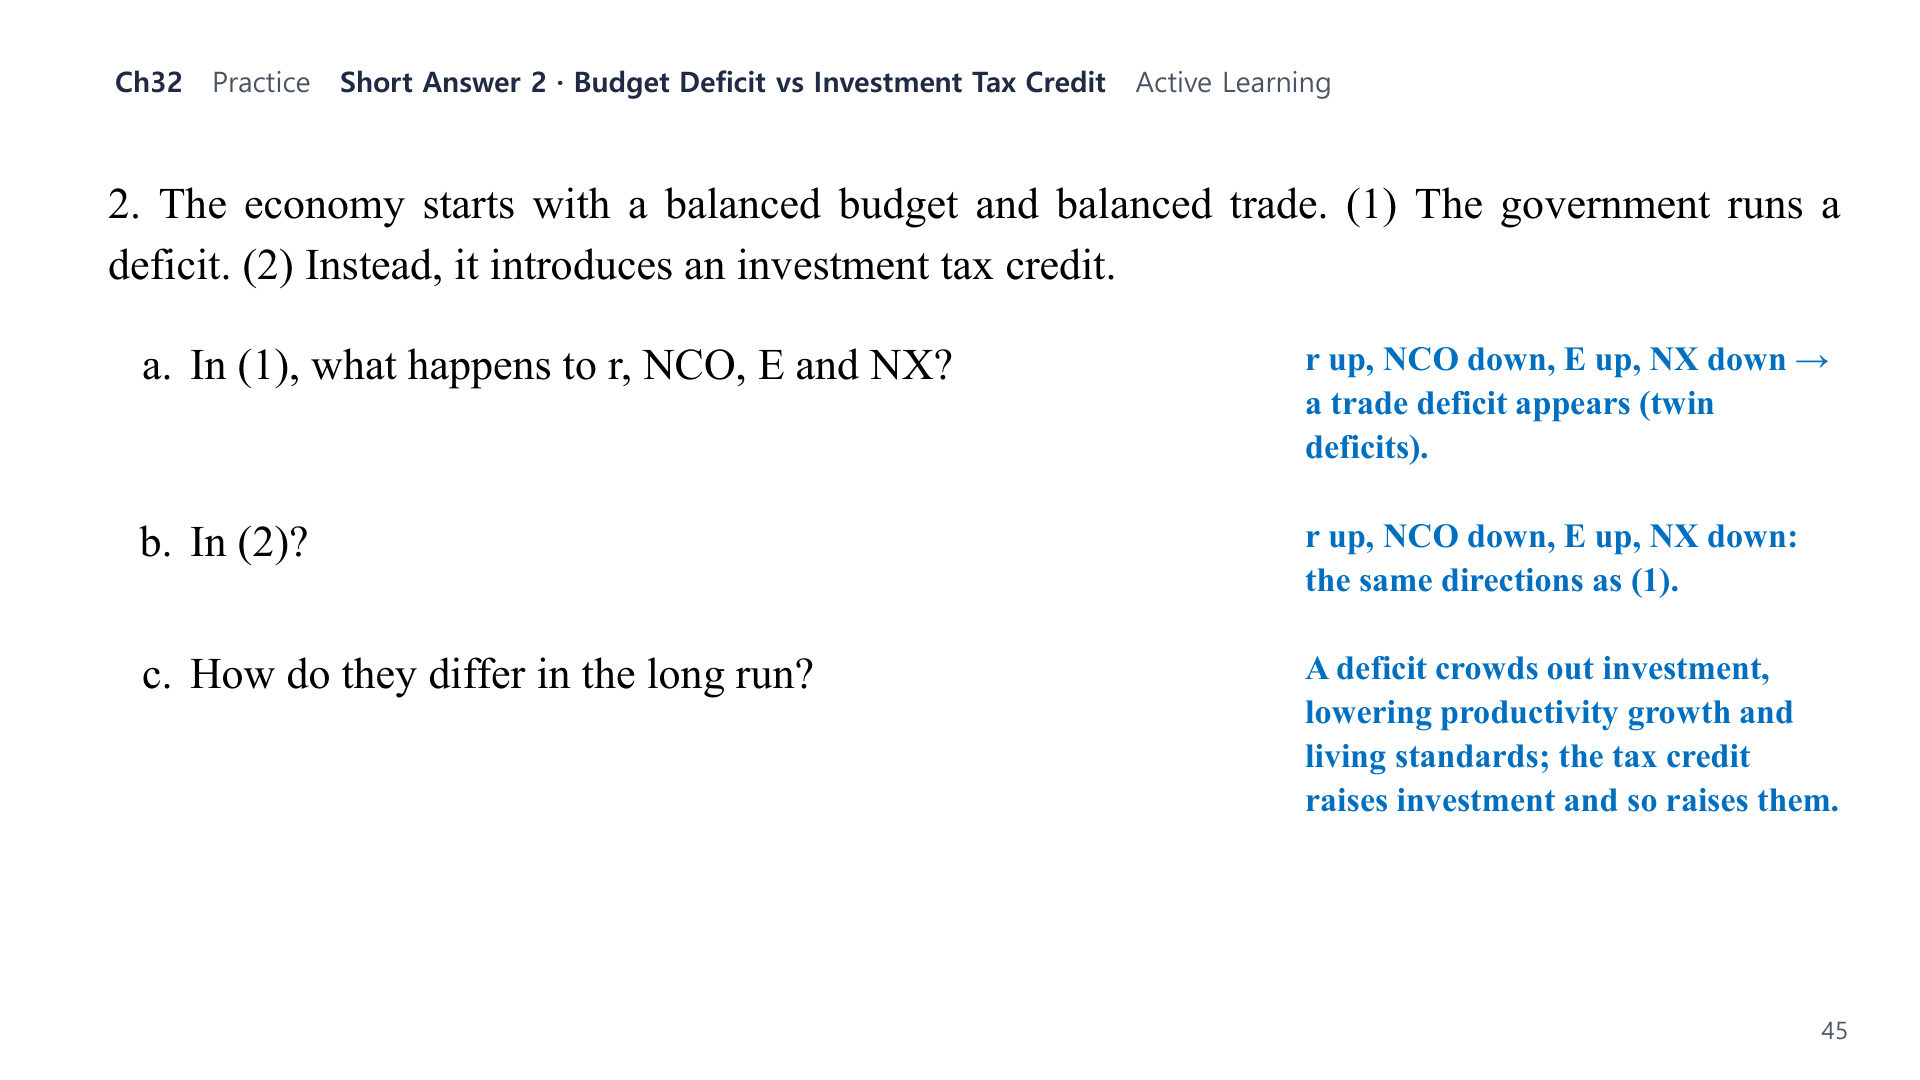 Ch32 Practice Short Answer 2 · Budget Deficit vs Investment Tax Credit Active Learning
2. The economy starts with a balanced budget and balanced trade. (1) The government runs a
deficit. (2) Instead, it introduces an investment tax credit.
a. In (1), what happens to r, NCO, E and NX?
r up, NCO down, E up, NX down →
a trade deficit appears (twin
deficits).
b. In (2)?
r up, NCO down, E up, NX down:
the same directions as (1).
c. How do they differ in the long run?
A deficit crowds out investment,
lowering productivity growth and
living standards; the tax credit
raises investment and so raises them.
45